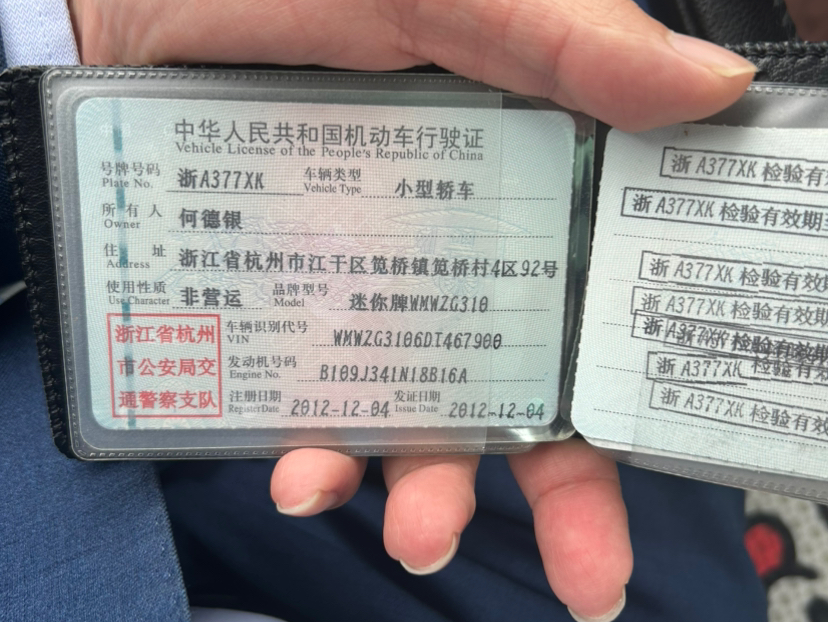 中华人民共和国机动车行驶证
Vehicle License of the People's Republic of China
号牌号码 浙A377XK 车辆类型 小型轿车
Plate No. Vehicle Type
所有人 何德银
Owner
住址 浙江省杭州市江干区笕桥镇笕桥村4区92号
Address
使用性质 非营运 品牌型号 迷你牌WMWZG310
Use Character Model
浙江省杭州
市公安局交
通警察支队
车辆识别代号 WMWZG3106DT467900
VIN
发动机号码 B109J341N18B16A
Engine No.
注册日期 2012-12-04 发证日期 2012-12-04
Register Date Issue Date
浙A377XK 检验有
浙A377XK 检验有效期
浙A377XK 检验有效期
浙A377XK 检验有效期
浙A377XK
浙A377XK 检验有
浙A377XK 检验有效